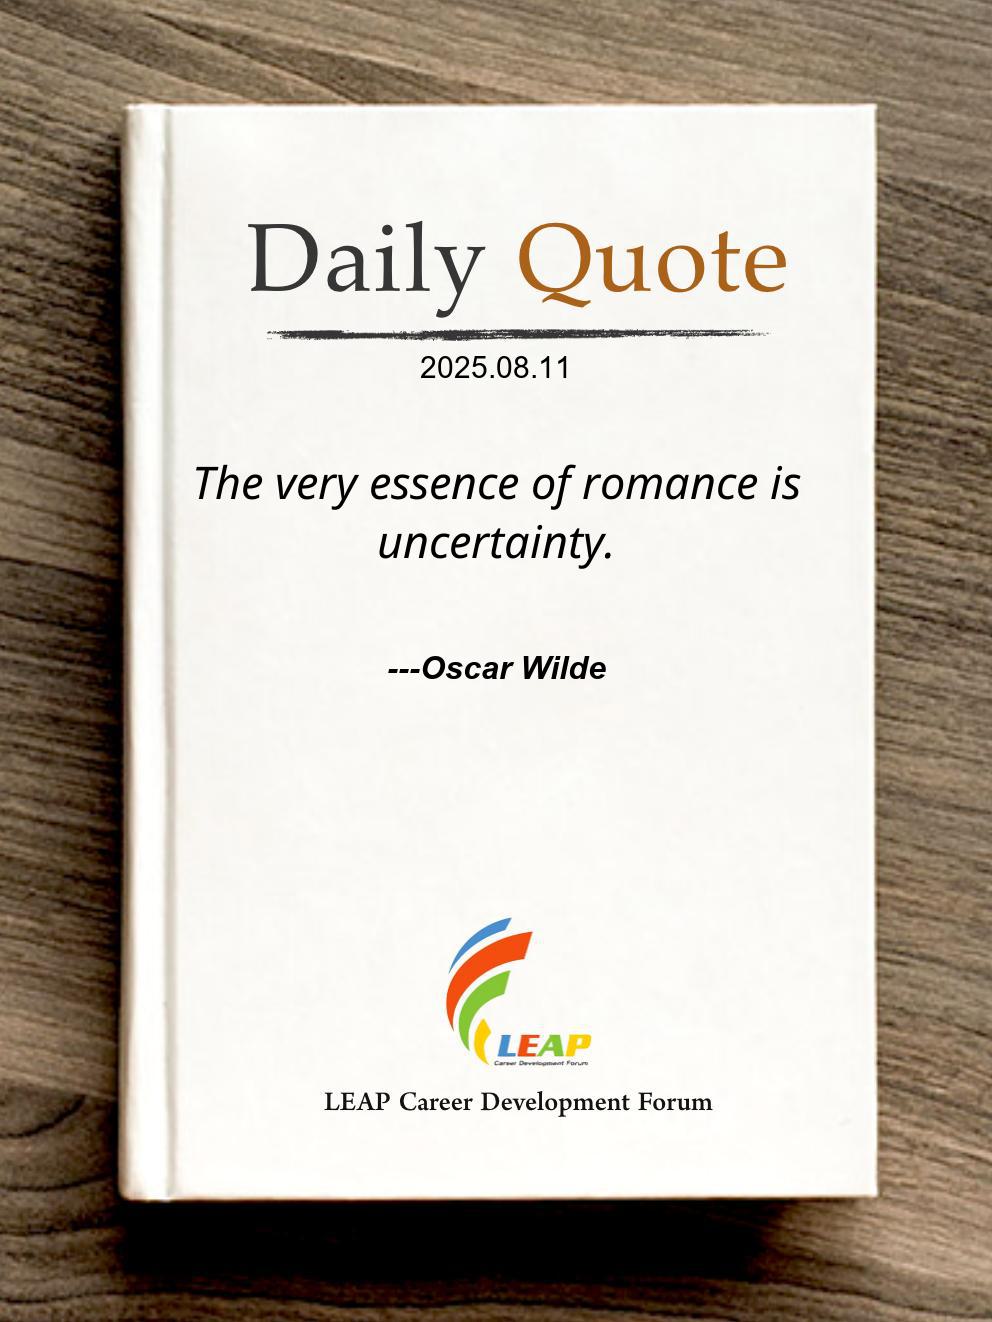 Daily Quote
2025.08.11
The very essence of romance is
uncertainty.
---Oscar Wilde
LEAP
Career Development Forum
LEAP Career Development Forum